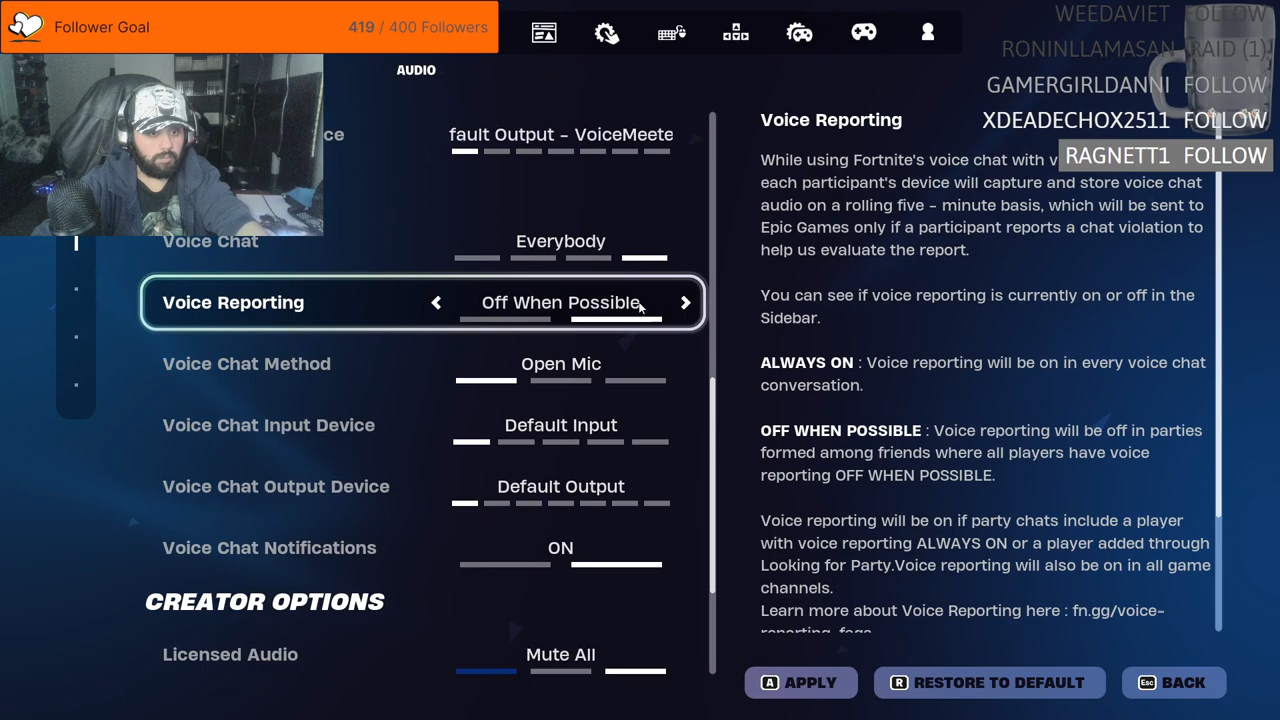 Follower Goal
419 / 400 Followers
WEEDAVIET FOLLOW
RONINLLAMASAN RAID (1)
GAMERGIRLDANNI FOLLOW
XDEADECHOX2511 FOLLOW
RAGNETT1 FOLLOW
AUDIO
ce
fault Output - VoiceMeete
Voice Chat
Everybody
Voice Reporting
Off When Possible
Voice Chat Method
Open Mic
Voice Chat Input Device
Default Input
Voice Chat Output Device
Default Output
Voice Chat Notifications
ON
CREATOR OPTIONS
Licensed Audio
Mute All
Voice Reporting
While using Fortnite's voice chat with v
each participant's device will capture and store voice chat
audio on a rolling five - minute basis, which will be sent to
Epic Games only if a participant reports a chat violation to
help us evaluate the report.
You can see if voice reporting is currently on or off in the
Sidebar.
ALWAYS ON : Voice reporting will be on in every voice chat
conversation.
OFF WHEN POSSIBLE : Voice reporting will be off in parties
formed among friends where all players have voice
reporting OFF WHEN POSSIBLE.
Voice reporting will be on if party chats include a player
with voice reporting ALWAYS ON or a player added through
Looking for Party.Voice reporting will also be on in all game
channels.
Learn more about Voice Reporting here : fn.gg/voice-
reporting-faqs
A APPLY
R RESTORE TO DEFAULT
Esc BACK